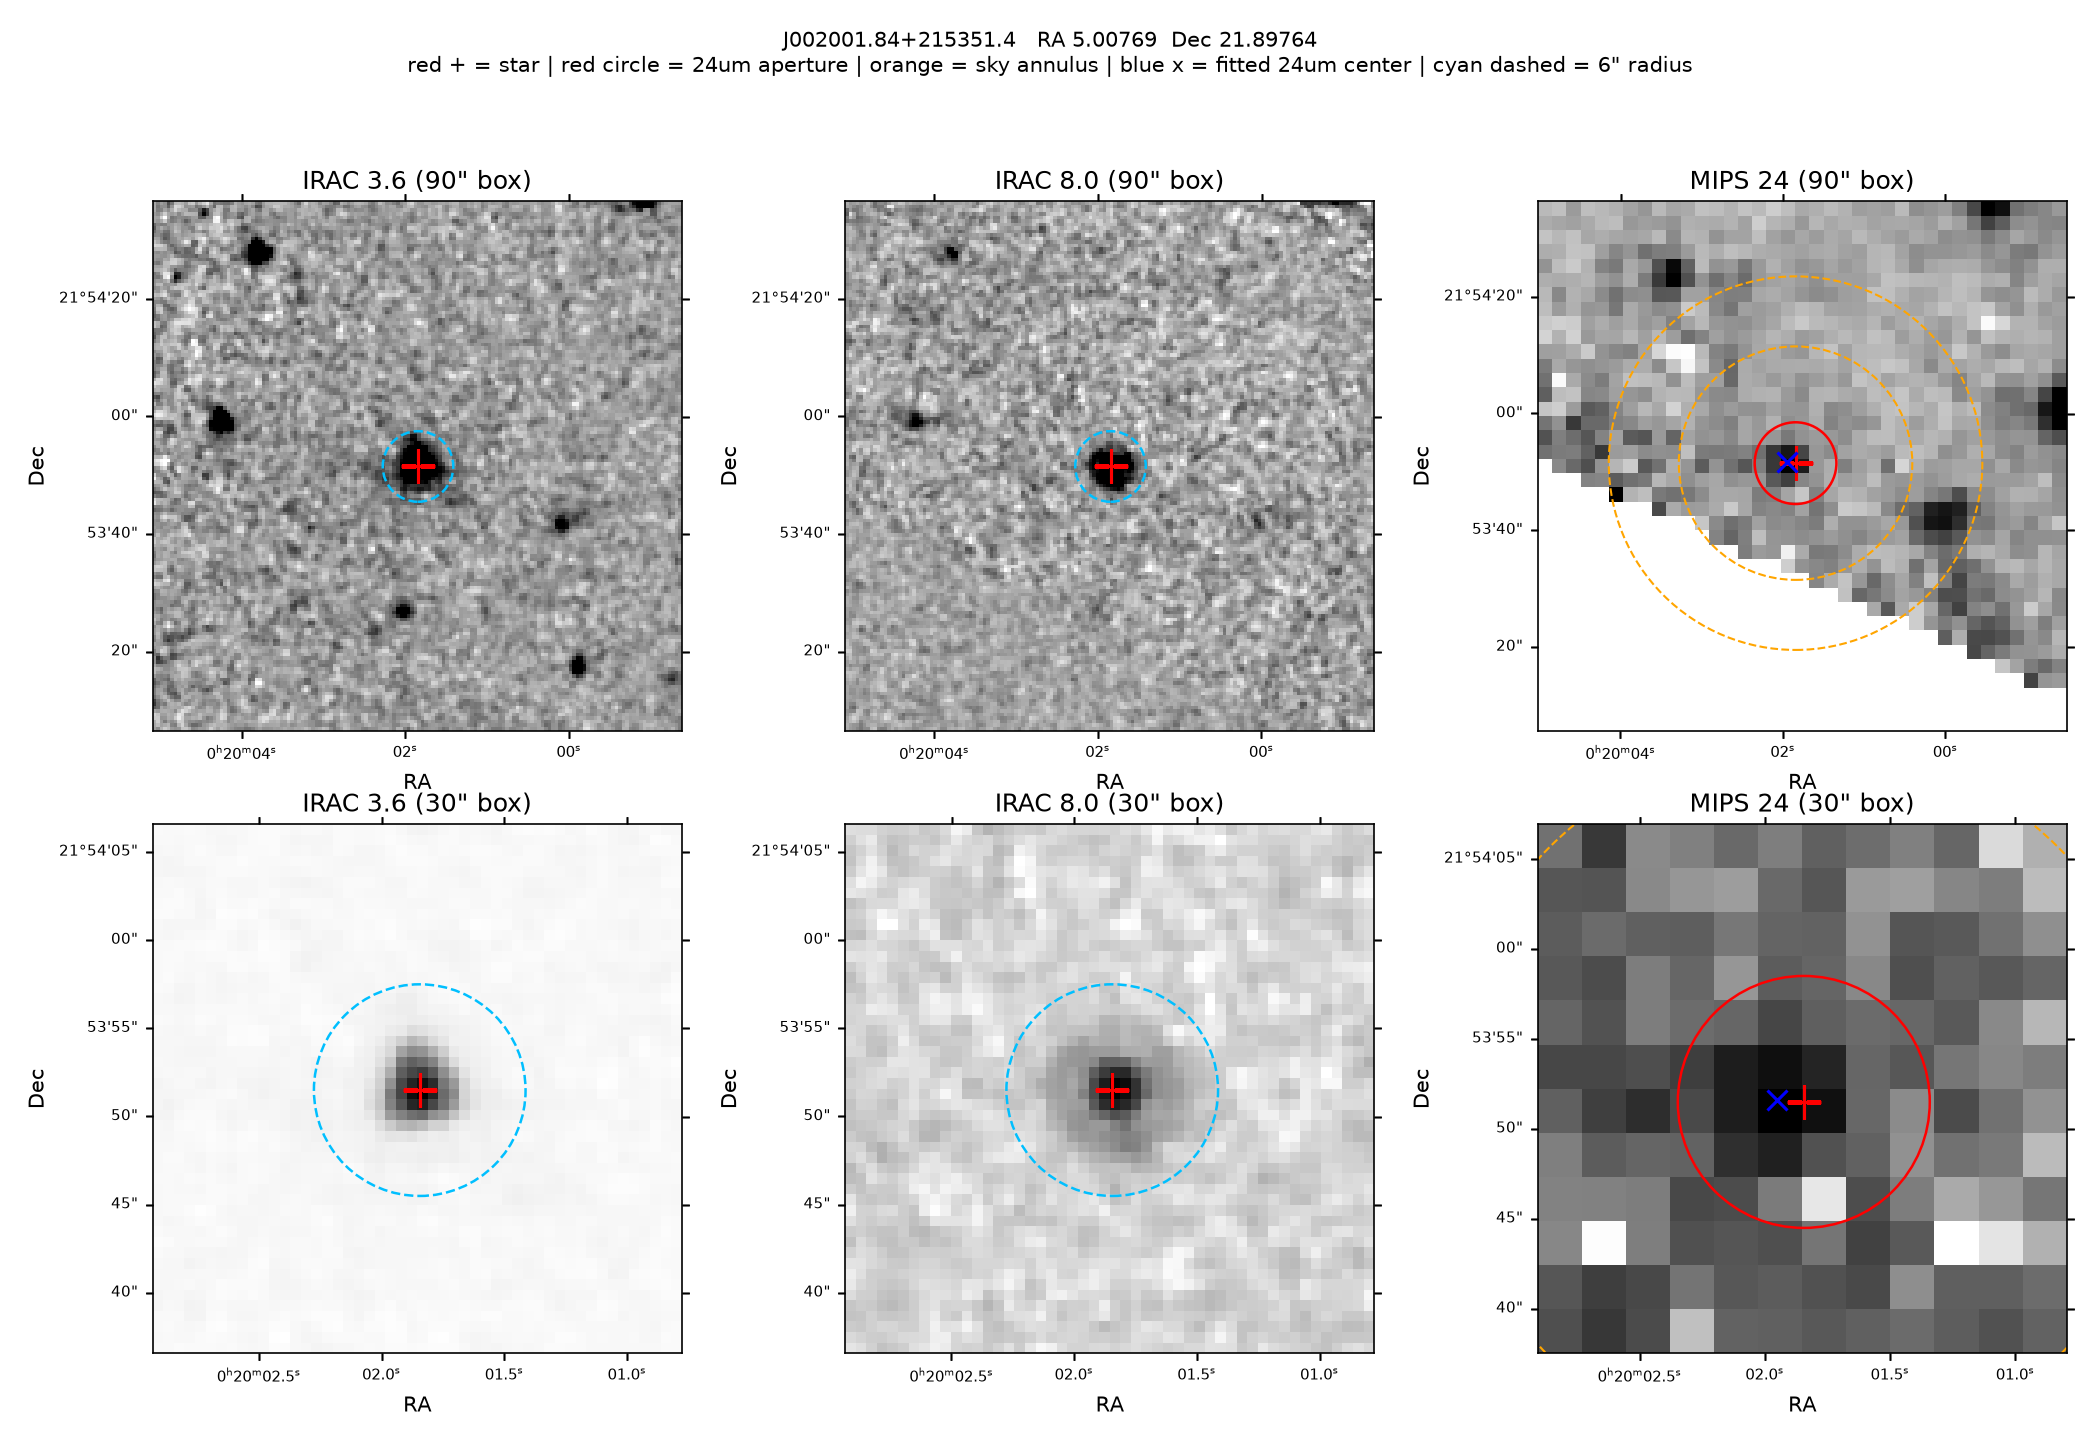 J002001.84+215351.4   RA 5.00769  Dec 21.89764
red + = star | red circle = 24um aperture | orange = sky annulus | blue x = fitted 24um center | cyan dashed = 6" radius
IRAC 3.6 (90" box)
IRAC 8.0 (90" box)
MIPS 24 (90" box)
Dec
21°54'20"
00"
53'40"
20"
0ʰ20ᵐ04ˢ
02ˢ
00ˢ
RA
Dec
21°54'20"
00"
53'40"
20"
0ʰ20ᵐ04ˢ
02ˢ
00ˢ
RA
Dec
21°54'20"
00"
53'40"
20"
0ʰ20ᵐ04ˢ
02ˢ
00ˢ
RA
IRAC 3.6 (30" box)
IRAC 8.0 (30" box)
MIPS 24 (30" box)
Dec
21°54'05"
00"
53'55"
50"
45"
40"
0ʰ20ᵐ02.5ˢ
02.0ˢ
01.5ˢ
01.0ˢ
RA
Dec
21°54'05"
00"
53'55"
50"
45"
40"
0ʰ20ᵐ02.5ˢ
02.0ˢ
01.5ˢ
01.0ˢ
RA
Dec
21°54'05"
00"
53'55"
50"
45"
40"
0ʰ20ᵐ02.5ˢ
02.0ˢ
01.5ˢ
01.0ˢ
RA